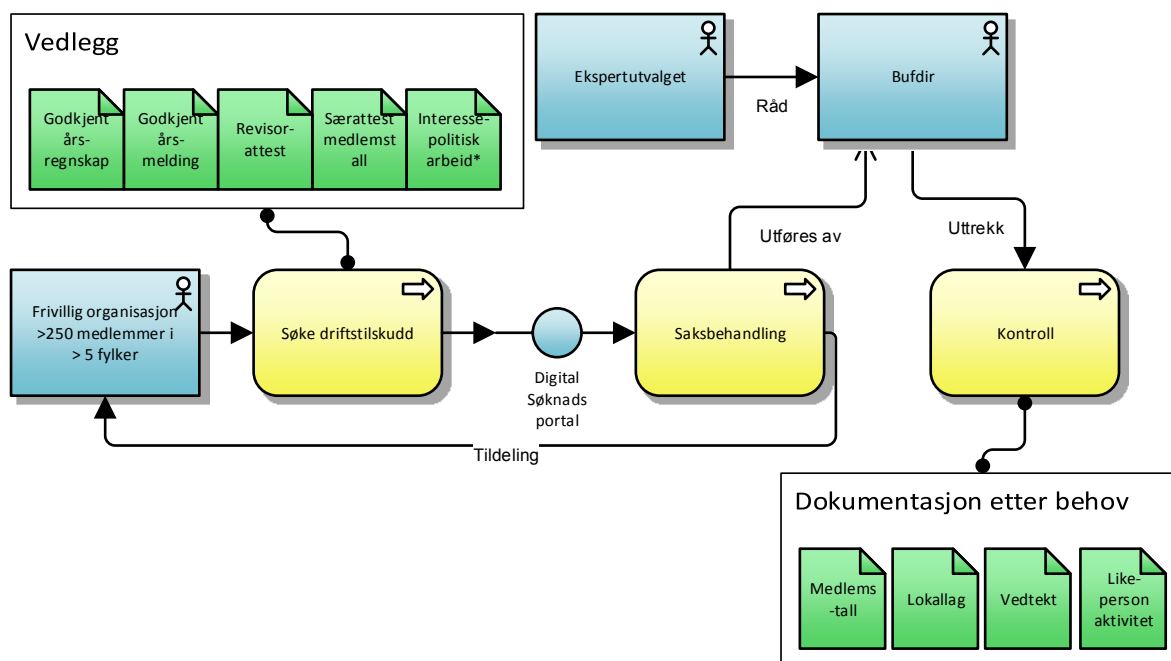 Vedlegg
Godkjent
års-
regnskap
Godkjent
års-
melding
Revisor-
attest
Særattest
medlemst
all
Interesse-
politisk
arbeid*
Ekspertutvalget
Råd
Bufdir
Utføres av
Uttrekk
Frivillig organisasjon
>250 medlemmer i
> 5 fylker
Søke driftstilskudd
Digital
Søknads
portal
Saksbehandling
Kontroll
Tildeling
Dokumentasjon etter behov
Medlems
-tall
Lokallag
Vedtekt
Like-
person
aktivitet